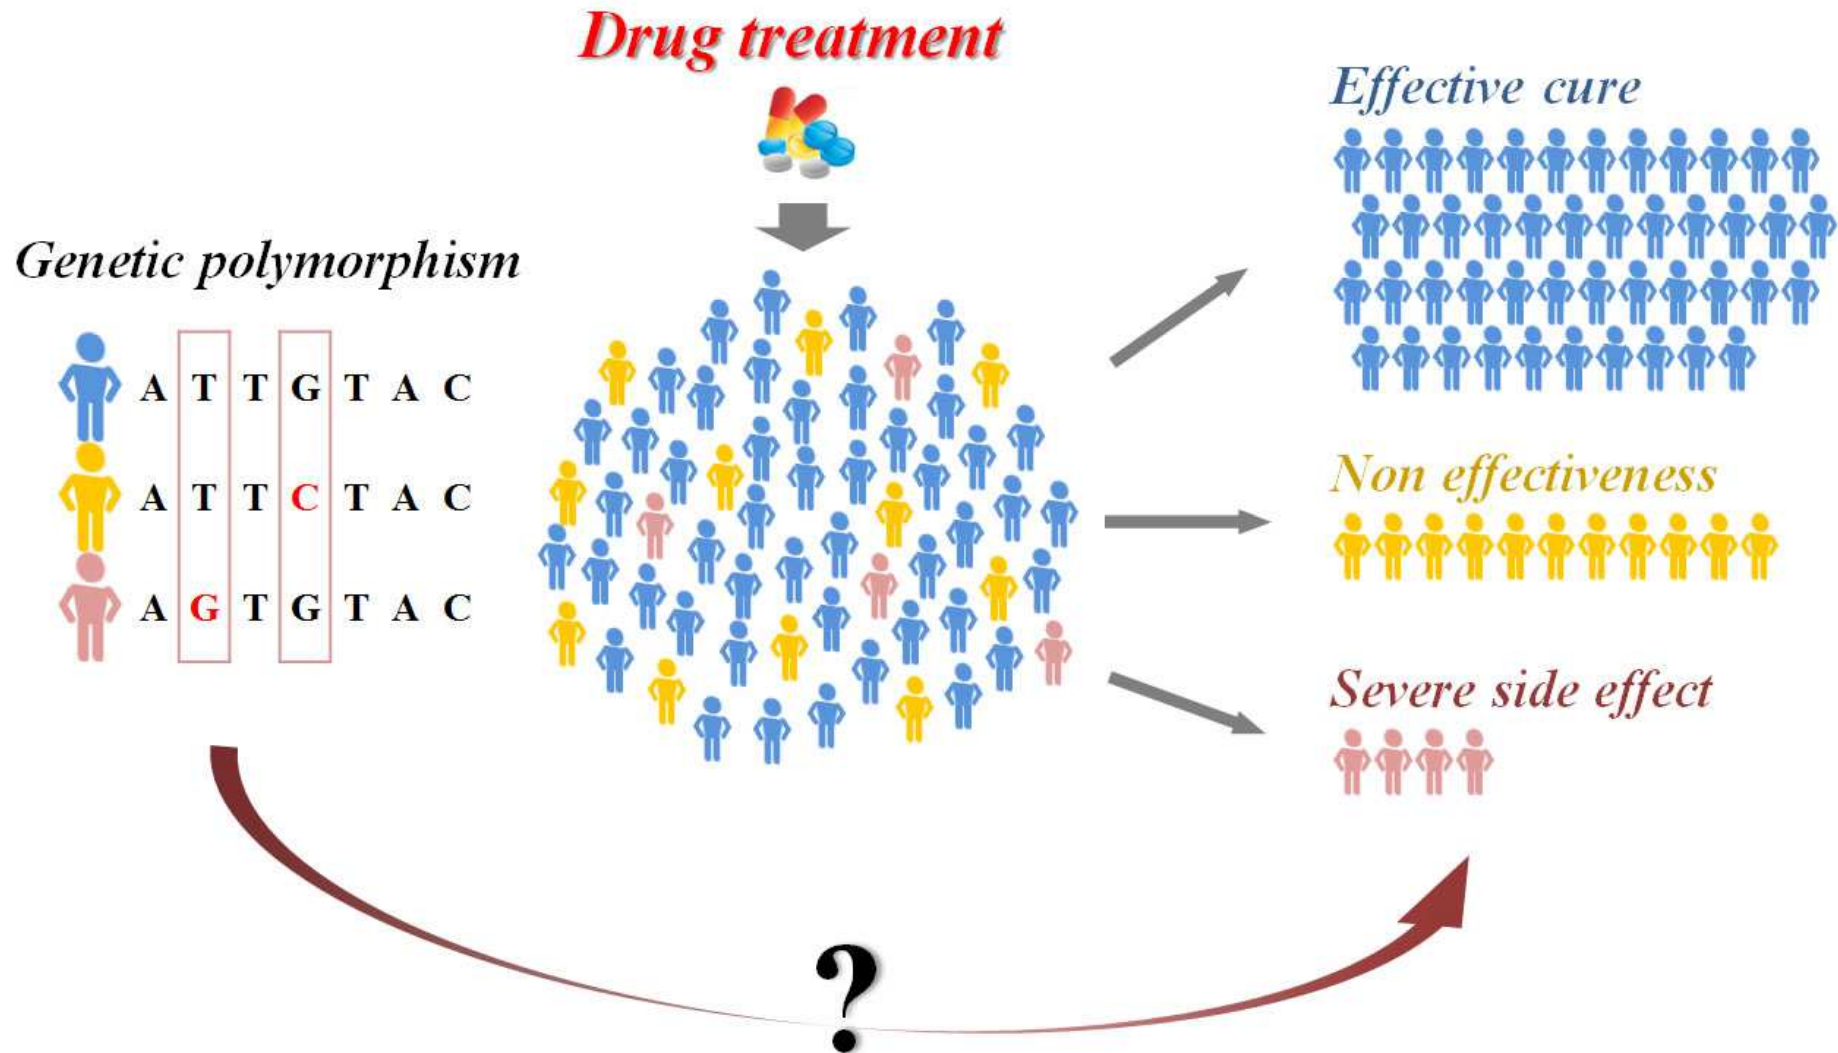 Drug treatment
Genetic polymorphism
A T T G T A C
A T T C T A C
A G T G T A C
Effective cure
Non effectiveness
Severe side effect
?